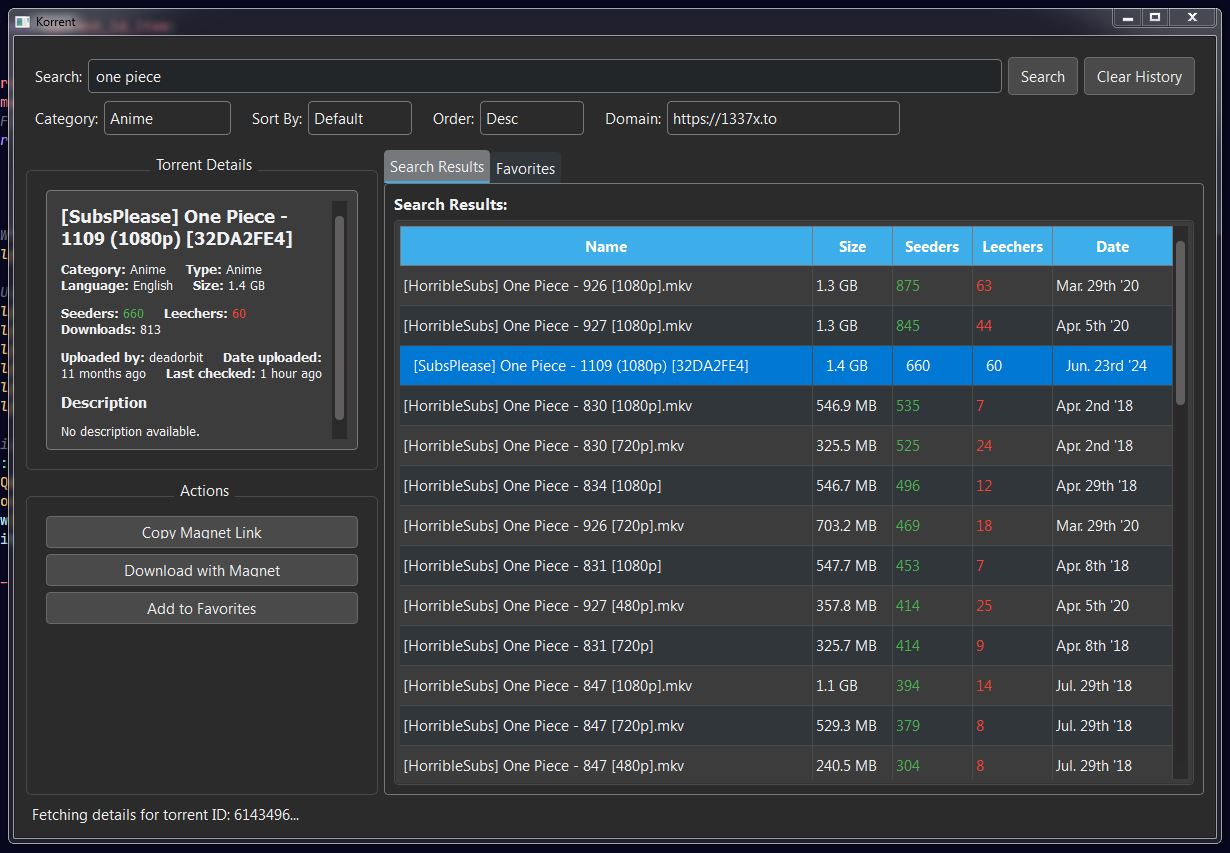 Korrent
Search: one piece Search Clear History
Category: Anime Sort By: Default Order: Desc Domain: https://1337x.to
Torrent Details
[SubsPlease] One Piece -
1109 (1080p) [32DA2FE4]
Category: Anime Type: Anime
Language: English Size: 1.4 GB
Seeders: 660 Leechers: 60
Downloads: 813
Uploaded by: deadorbit Date uploaded:
11 months ago Last checked: 1 hour ago
Description
No description available.
Actions
Copy Magnet Link
Download with Magnet
Add to Favorites
Search Results Favorites
Search Results:
Name Size Seeders Leechers Date
[HorribleSubs] One Piece - 926 [1080p].mkv 1.3 GB 875 63 Mar. 29th '20
[HorribleSubs] One Piece - 927 [1080p].mkv 1.3 GB 845 44 Apr. 5th '20
[SubsPlease] One Piece - 1109 (1080p) [32DA2FE4] 1.4 GB 660 60 Jun. 23rd '24
[HorribleSubs] One Piece - 830 [1080p].mkv 546.9 MB 535 7 Apr. 2nd '18
[HorribleSubs] One Piece - 830 [720p].mkv 325.5 MB 525 24 Apr. 2nd '18
[HorribleSubs] One Piece - 834 [1080p] 546.7 MB 496 12 Apr. 29th '18
[HorribleSubs] One Piece - 926 [720p].mkv 703.2 MB 469 18 Mar. 29th '20
[HorribleSubs] One Piece - 831 [1080p] 547.7 MB 453 7 Apr. 8th '18
[HorribleSubs] One Piece - 927 [480p].mkv 357.8 MB 414 25 Apr. 5th '20
[HorribleSubs] One Piece - 831 [720p] 325.7 MB 414 9 Apr. 8th '18
[HorribleSubs] One Piece - 847 [1080p].mkv 1.1 GB 394 14 Jul. 29th '18
[HorribleSubs] One Piece - 847 [720p].mkv 529.3 MB 379 8 Jul. 29th '18
[HorribleSubs] One Piece - 847 [480p].mkv 240.5 MB 304 8 Jul. 29th '18
Fetching details for torrent ID: 6143496...